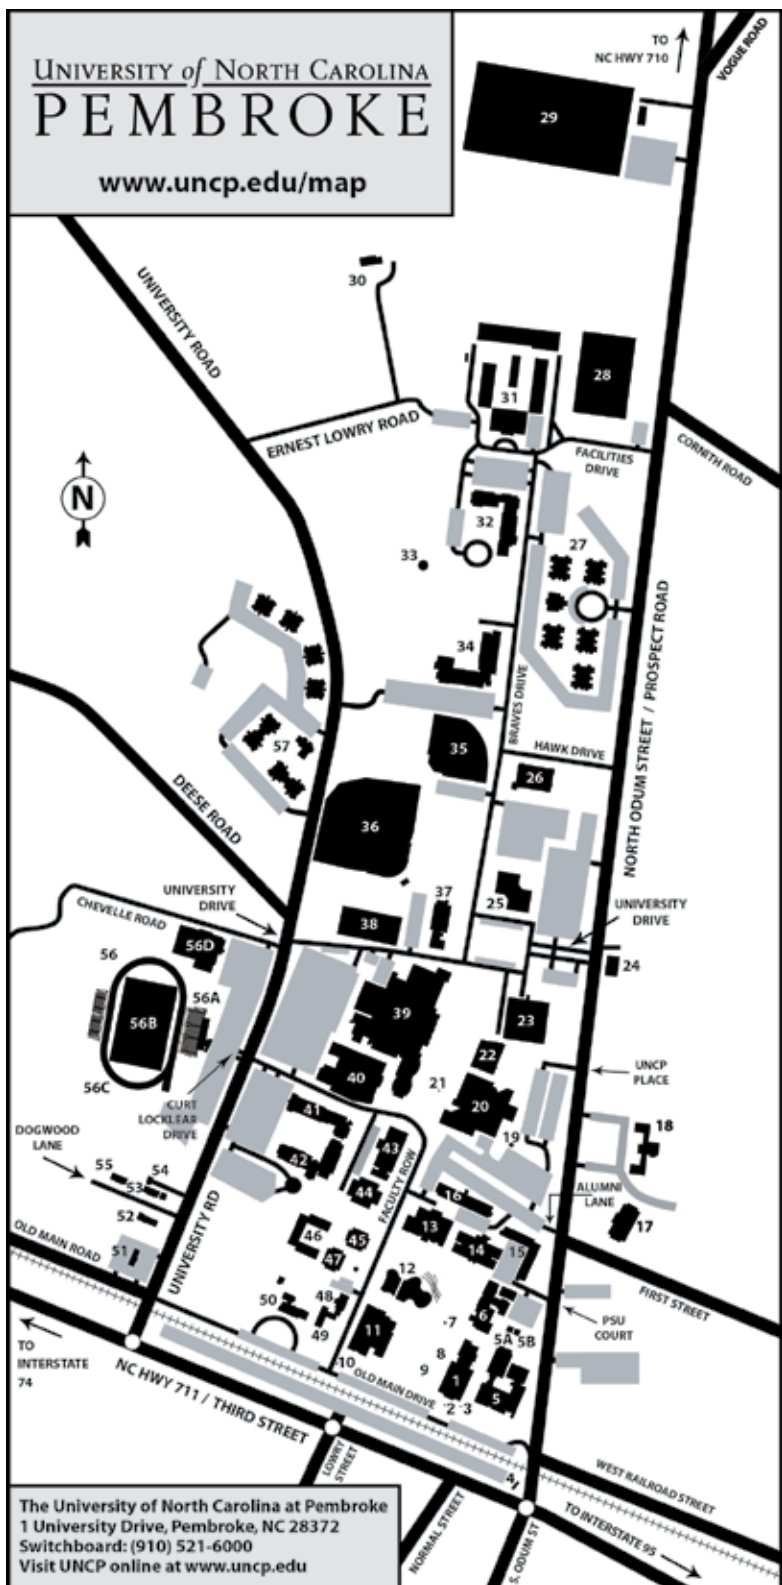 UNIVERSITY of NORTH CAROLINA
PEMBROKE
www.uncp.edu/map
TO
NC HWY 710
VOGUE ROAD
29
30
UNIVERSITY ROAD
28
31
ERNEST LOWRY ROAD
CORNITH ROAD
FACILITIES
DRIVE
N
32
27
33
34
NORTH ODUM STREET / PROSPECT ROAD
BRAVES DRIVE
35
57
HAWK DRIVE
26
DEESE ROAD
36
UNIVERSITY
DRIVE
37
25
UNIVERSITY
DRIVE
CHEVELLE ROAD
38
56D
56
24
56A
39
23
56B
22
UNCP
PLACE
56C
40
21
20
CURT
LOCKLEAR
DRIVE
41
18
DOGWOOD
LANE
43
19
42
55
54
53
44
FACULTY ROW
16
ALUMNI
LANE
52
13
17
OLD MAIN ROAD
51
UNIVERSITY RD
46
45
14
15
47
12
FIRST STREET
50
48
49
6
7
PSU
COURT
11
5A
5B
TO
INTERSTATE
74
8
10
9
OLD MAIN DRIVE
1
5
2
3
NC HWY 711 / THIRD STREET
LOWRY
STREET
4
WEST RAILROAD STREET
NORMAL STREET
S. ODUM ST
TO INTERSTATE 95
The University of North Carolina at Pembroke
1 University Drive, Pembroke, NC 28372
Switchboard: (910) 521-6000
Visit UNCP online at www.uncp.edu